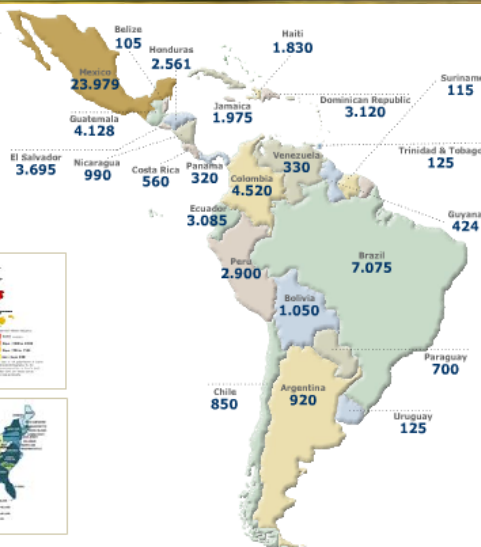 Belize
105
Honduras
2.561
Haiti
1.830
Mexico
23.979
Suriname
115
Jamaica
1.975
Dominican Republic
3.120
Guatemala
4.128
El Salvador
3.695
Nicaragua
990
Costa Rica
560
Panama
320
Venezuela
330
Trinidad & Tobago
125
Colombia
4.520
Ecuador
3.085
Guyana
424
Peru
2.900
Brazil
7.075
Bolivia
1.050
Paraguay
700
Chile
850
Argentina
920
Uruguay
125